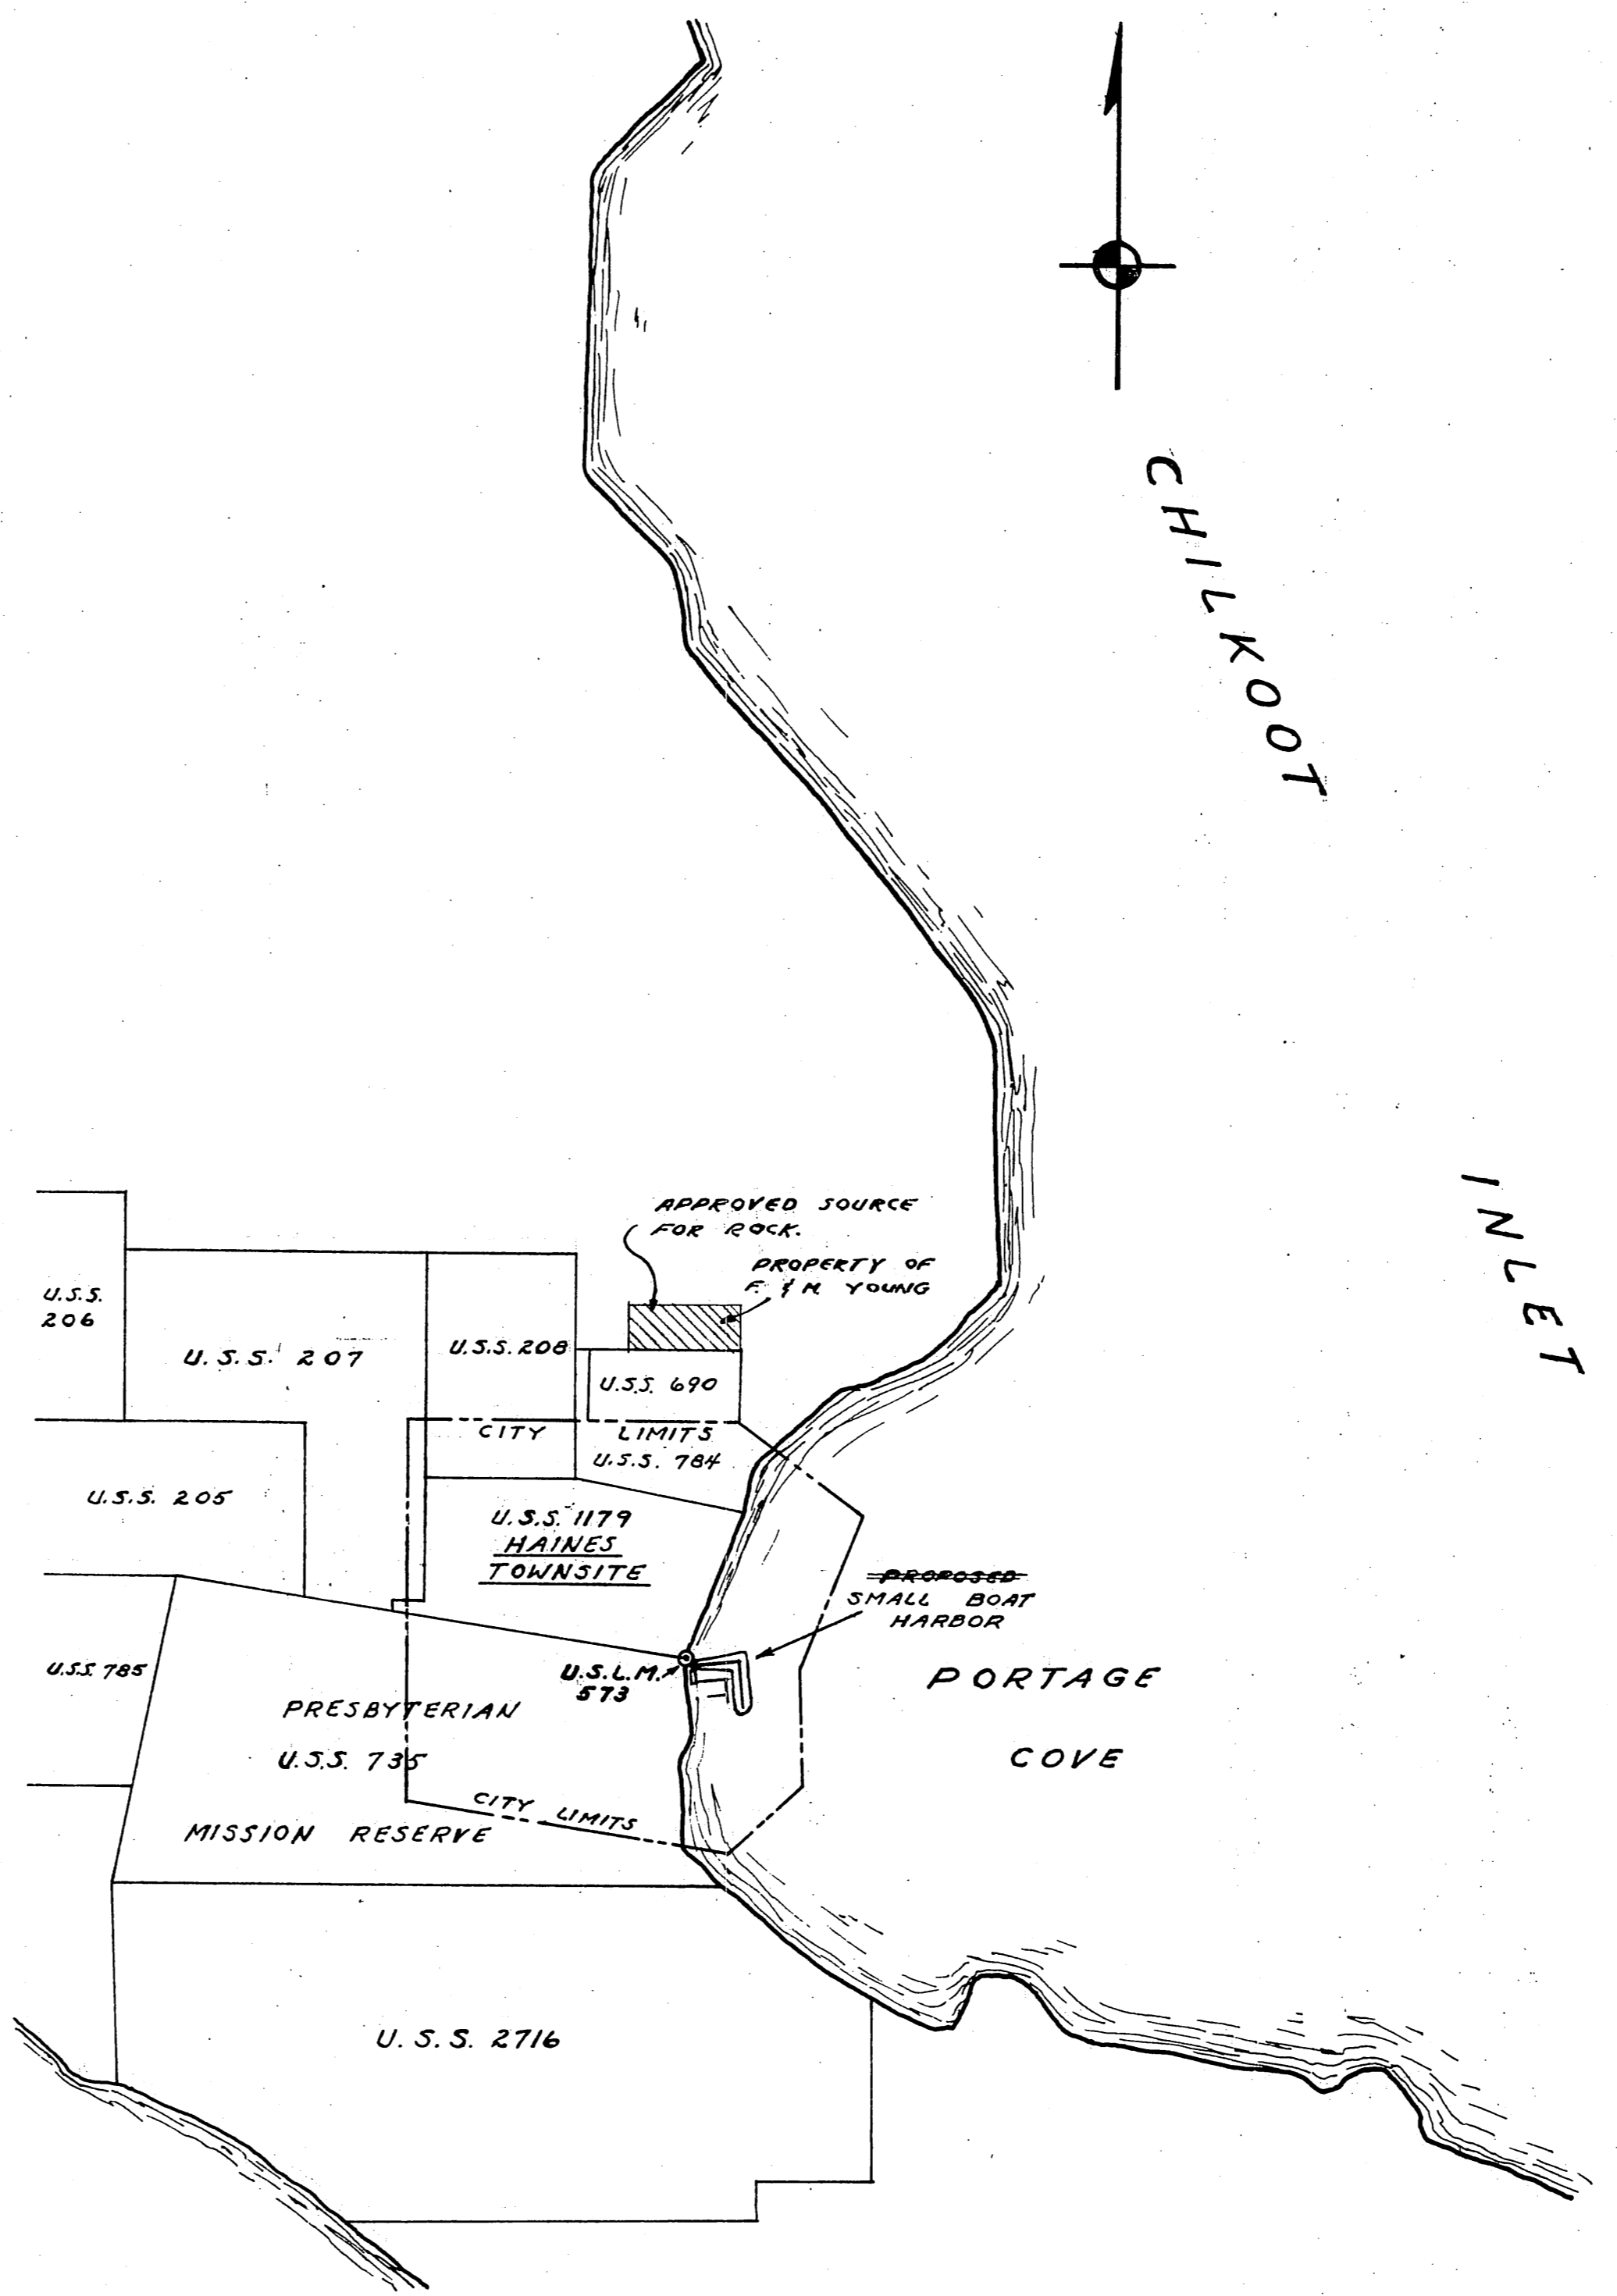 CHILKOOT
INLET
APPROVED SOURCE
FOR ROCK.
PROPERTY OF
F. & M. YOUNG
U.S.S.
206
U.S.S. 207
U.S.S. 208
U.S.S. 690
CITY LIMITS
U.S.S. 784
U.S.S. 205
U.S.S. 1179
HAINES
TOWNSITE
PROPOSED
SMALL BOAT
HARBOR
U.S.S. 785
U.S.L.M.
573
PORTAGE
COVE
PRESBYTERIAN
U.S.S. 735
MISSION RESERVE
CITY LIMITS
U.S.S. 2716